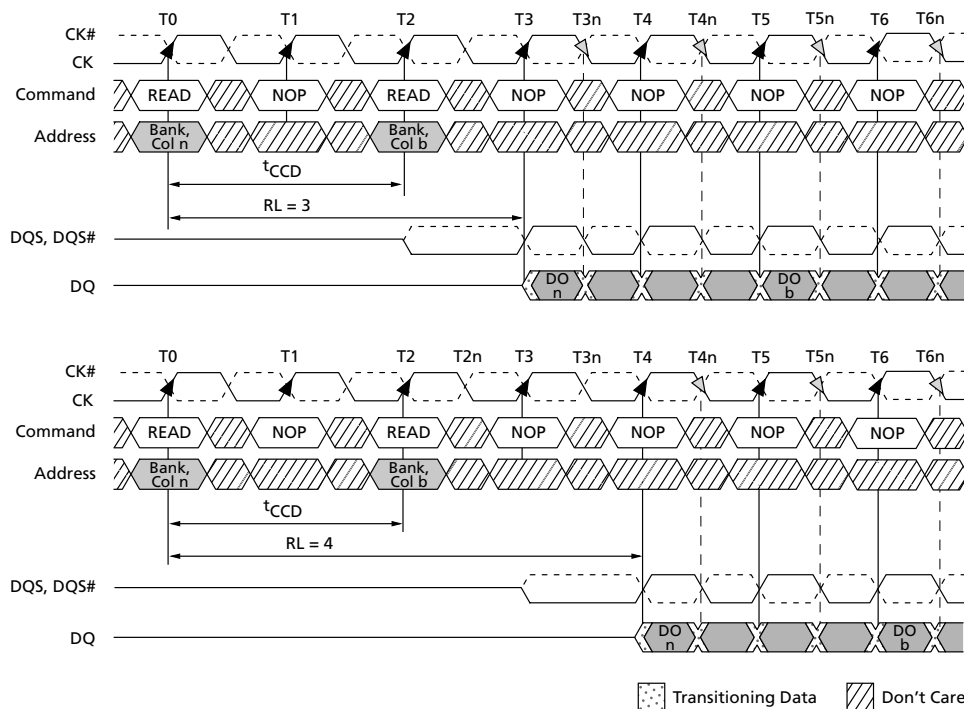 T0 T1 T2 T3 T3n T4 T4n T5 T5n T6 T6n
CK#
CK
Command READ NOP READ NOP NOP NOP NOP
Address Bank, Col n Bank, Col b
tCCD
RL = 3
DQS, DQS#
DQ DO n DO b
T0 T1 T2 T2n T3 T3n T4 T4n T5 T5n T6 T6n
CK#
CK
Command READ NOP READ NOP NOP NOP NOP
Address Bank, Col n Bank, Col b
tCCD
RL = 4
DQS, DQS#
DQ DO n DO b
Transitioning Data Don't Care